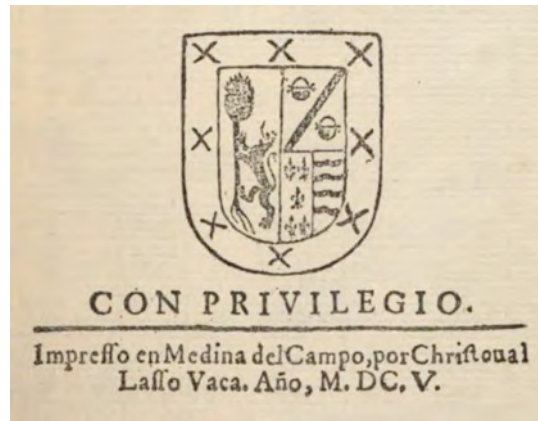 CON PRIVILEGIO.
Impreſſo en Medina del Campo, por Chriſtoual
Laſſo Vaca. Año, M. DC. V.